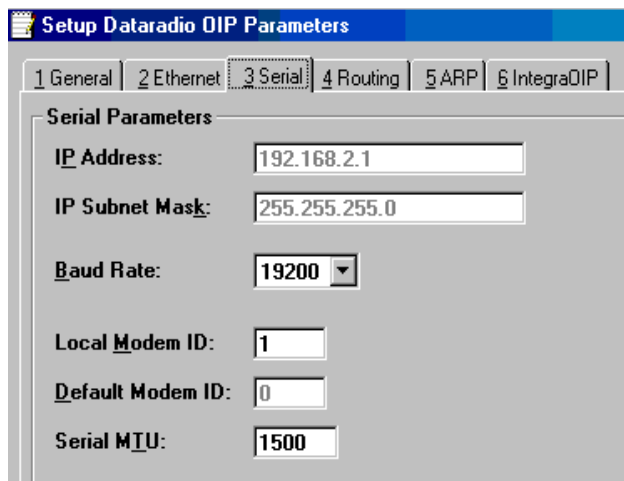 Setup Dataradio OIP Parameters
1 General 2 Ethernet 3 Serial 4 Routing 5 ARP 6 IntegraOIP
Serial Parameters
IP Address: 192.168.2.1
IP Subnet Mask: 255.255.255.0
Baud Rate: 19200
Local Modem ID: 1
Default Modem ID: 0
Serial MTU: 1500